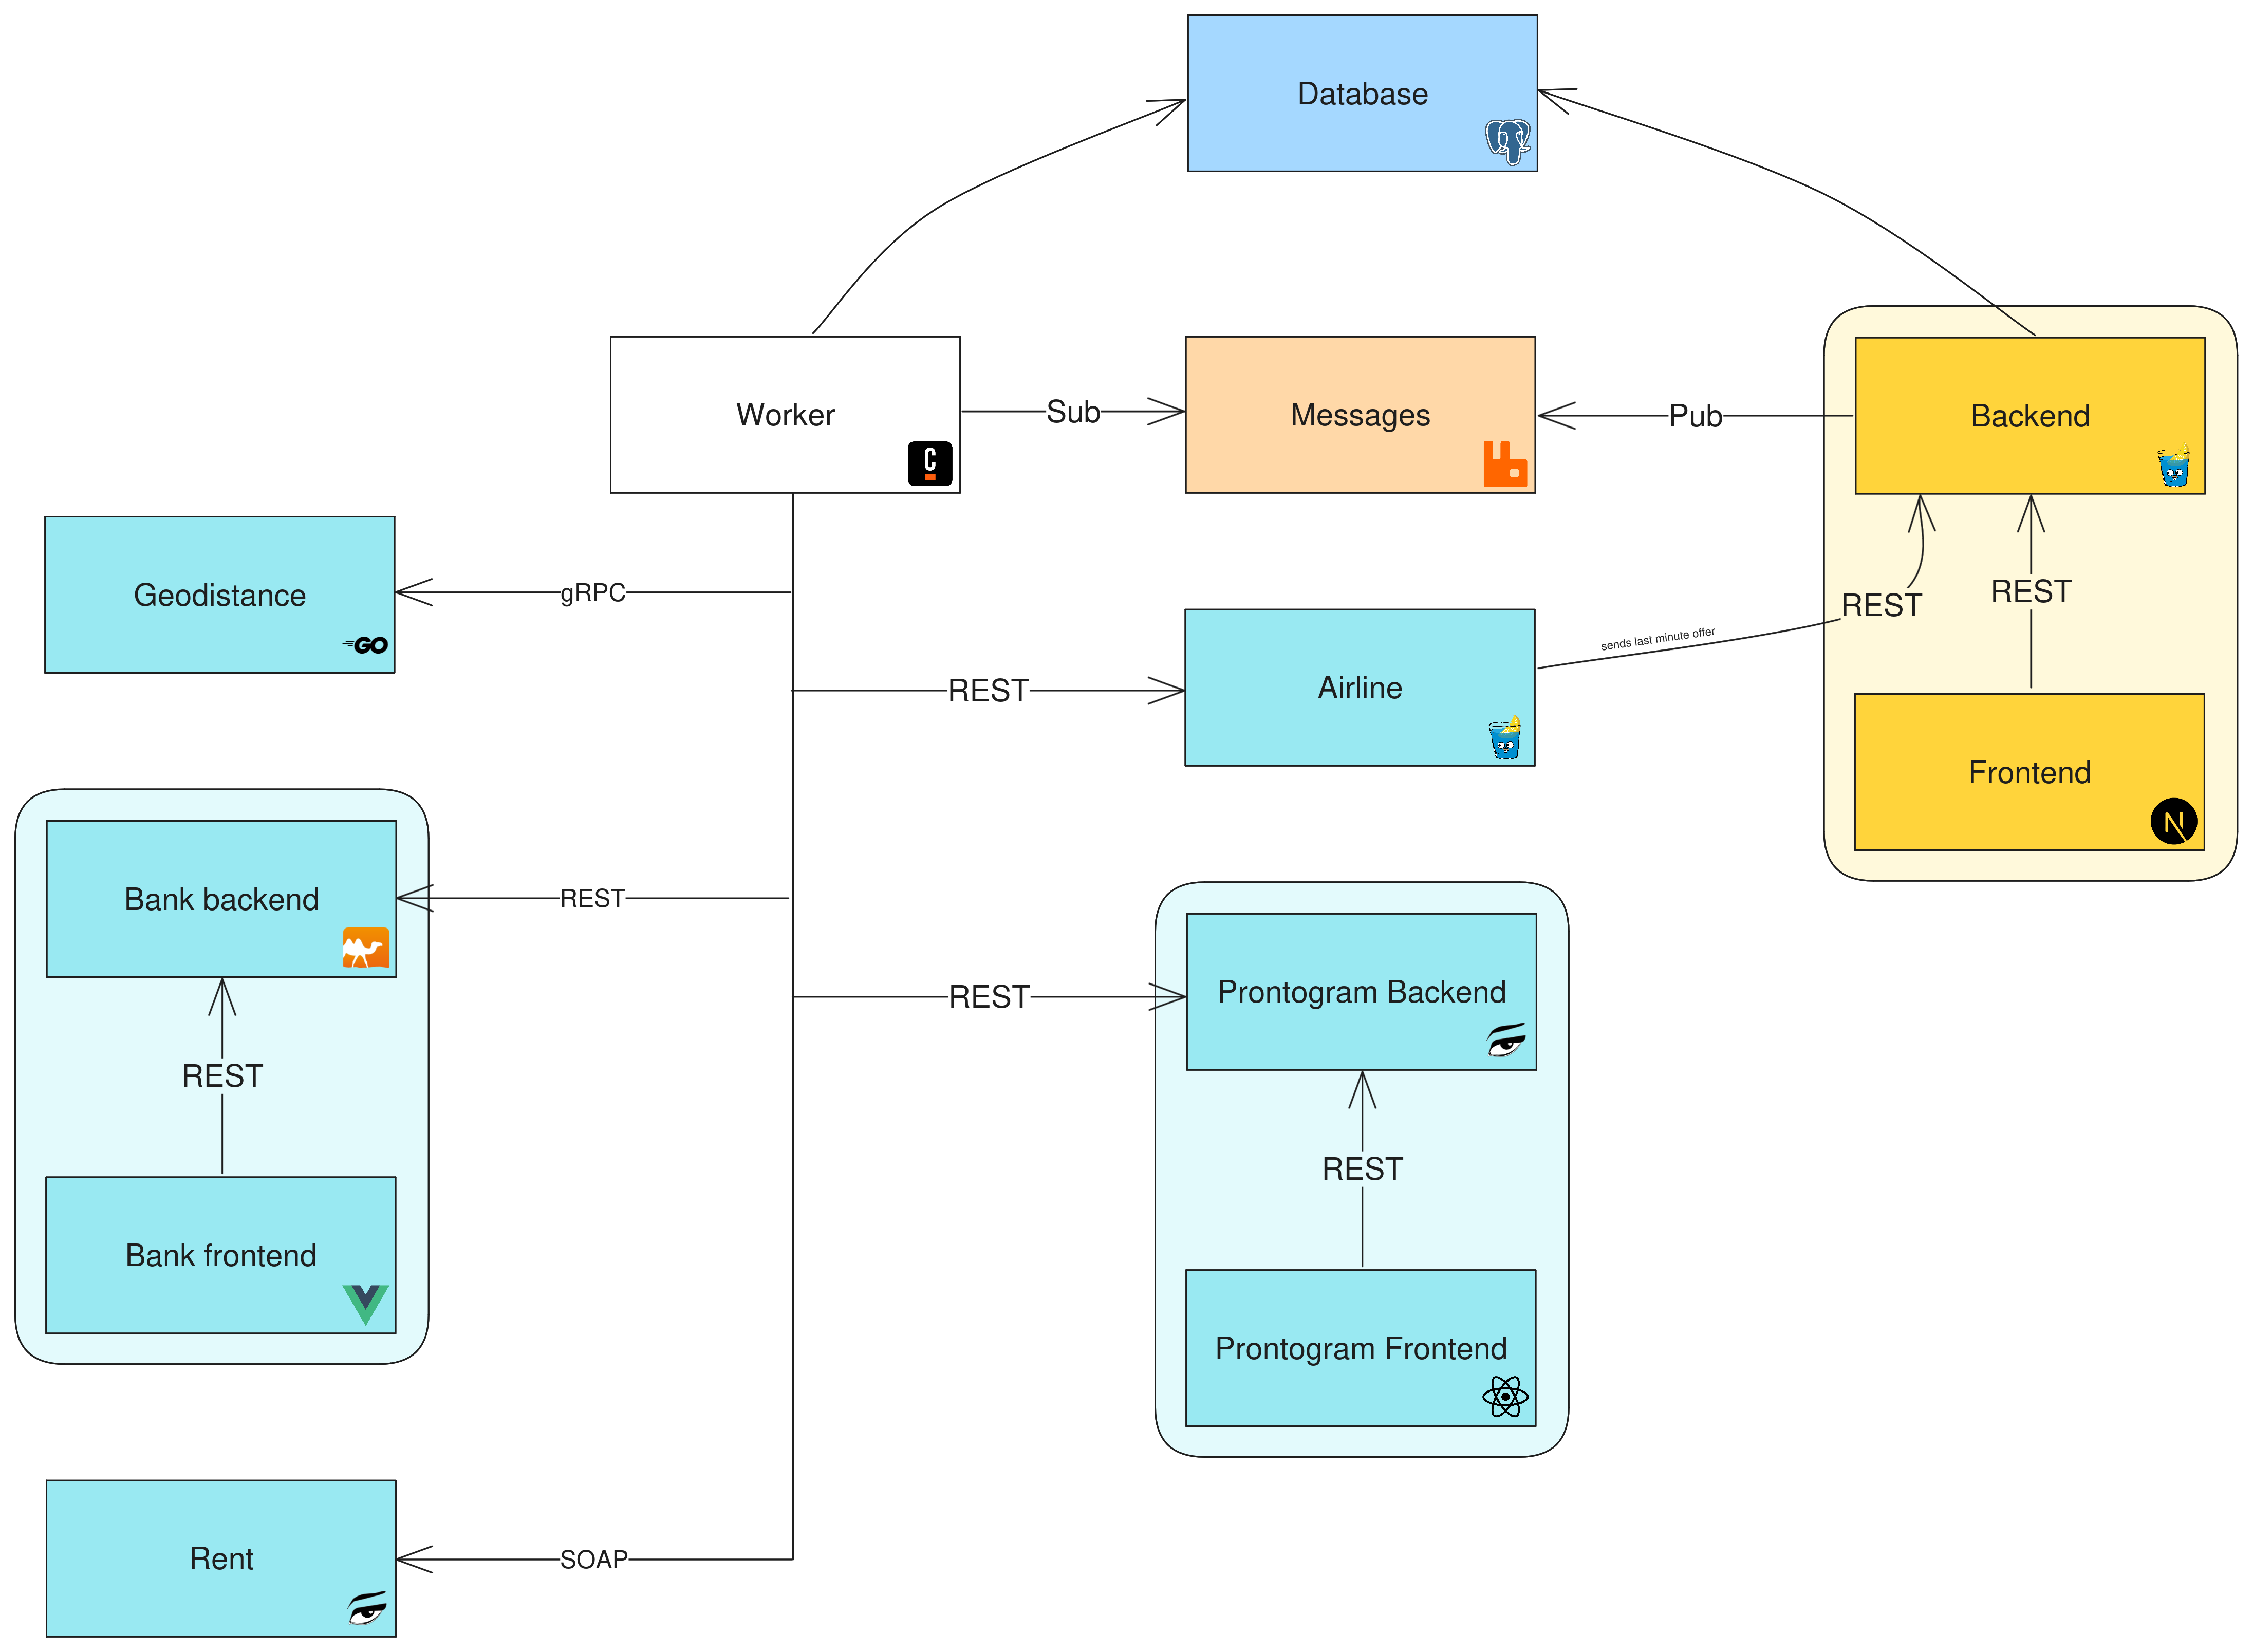 Database
Worker
C
Sub
Messages
Pub
Backend
Geodistance
GO
gRPC
REST
Airline
sends last minute offer
REST
REST
Frontend
N
Bank backend
REST
REST
Prontogram Backend
REST
REST
Bank frontend
Prontogram Frontend
Rent
SOAP